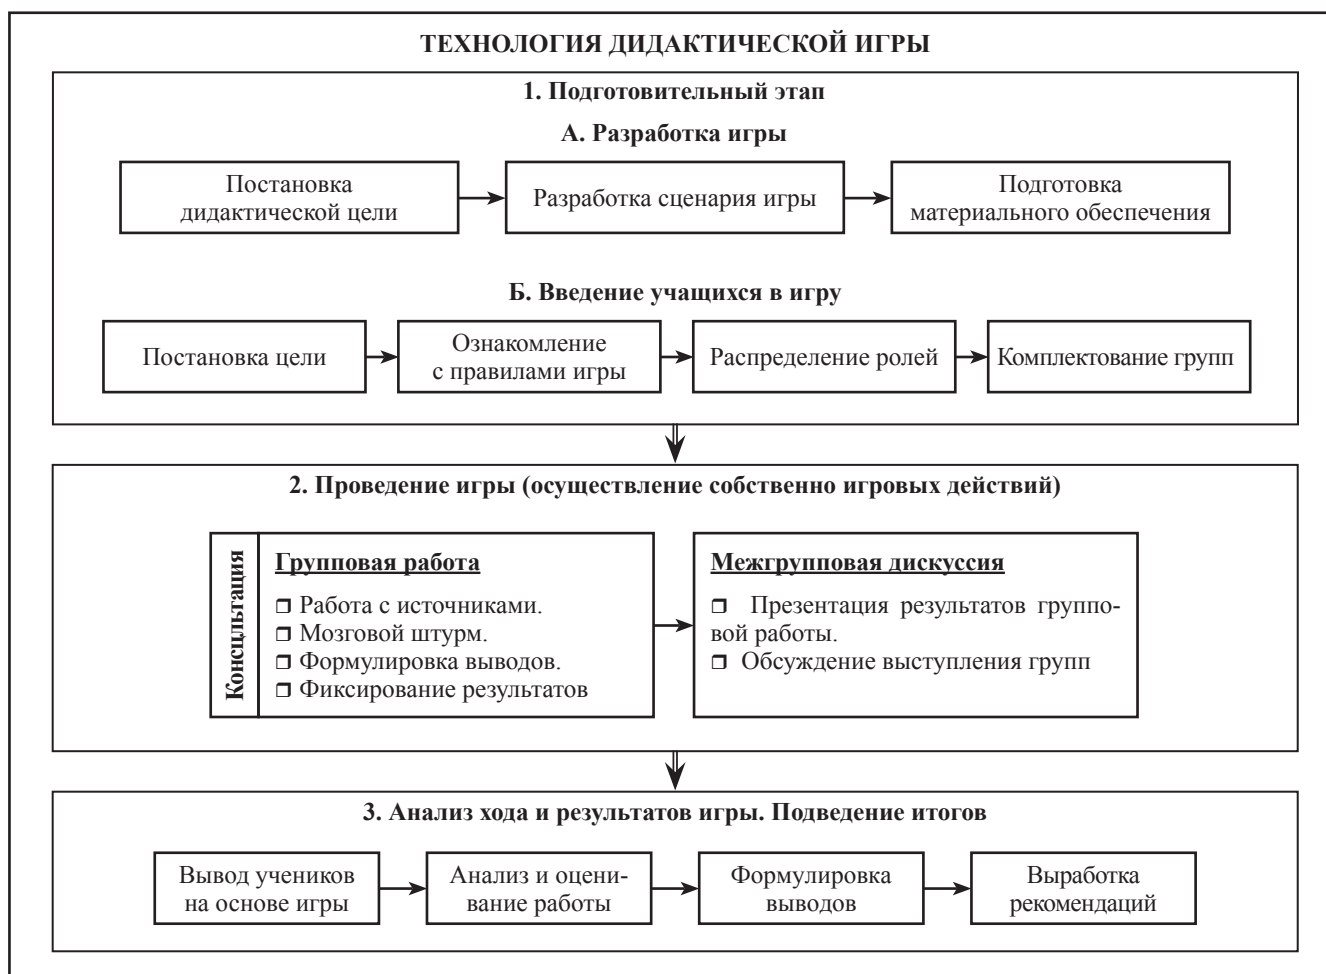 ТЕХНОЛОГИЯ ДИДАКТИЧЕСКОЙ ИГРЫ
1. Подготовительный этап
А. Разработка игры
Постановка
дидактической цели
Разработка сценария игры
Подготовка
материального обеспечения
Б. Введение учащихся в игру
Постановка цели
Ознакомление
с правилами игры
Распределение ролей
Комплектование групп
2. Проведение игры (осуществление собственно игровых действий)
Консцльтация
Групповая работа
❒ Работа с источниками.
❒ Мозговой штурм.
❒ Формулировка выводов.
❒ Фиксирование результатов
Межгрупповая дискуссия
❒ Презентация результатов группо-
вой работы.
❒ Обсуждение выступления групп
3. Анализ хода и результатов игры. Подведение итогов
Вывод учеников
на основе игры
Анализ и оцени-
вание работы
Формулировка
выводов
Выработка
рекомендаций